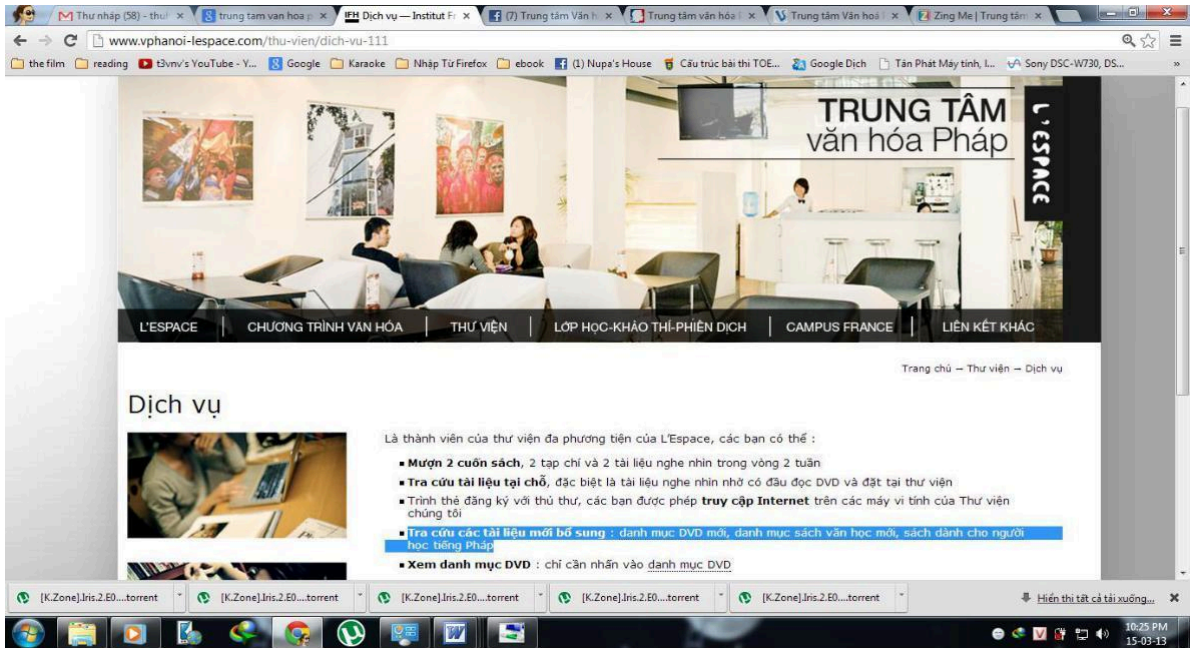 Thư nháp (58) - thu
trung tam van hoa p
IFH Dịch vụ — Institut Fr
(7) Trung tâm Văn h
Trung tâm văn hóa
Trung tâm Văn hoá
Zing Me | Trung tâm
www.vphanoi-lespace.com/thu-vien/dich-vu-111
the film
reading
t3vnv's YouTube - Y...
Google
Karaoke
Nhập Từ Firefox
ebook
(1) Nupa's House
Cấu trúc bài thi TOE...
Google Dịch
Tân Phát Máy tính, l...
Sony DSC-W730, DS...
TRUNG TÂM
văn hóa Pháp
L'ESPACE
L'ESPACE
CHƯƠNG TRÌNH VĂN HÓA
THƯ VIỆN
LỚP HỌC-KHẢO THÍ-PHIÊN DỊCH
CAMPUS FRANCE
LIÊN KẾT KHÁC
Trang chủ — Thư viện — Dịch vụ
Dịch vụ
Là thành viên của thư viện đa phương tiện của L'Espace, các bạn có thể :
Mượn 2 cuốn sách, 2 tạp chí và 2 tài liệu nghe nhìn trong vòng 2 tuần
Tra cứu tài liệu tại chỗ, đặc biệt là tài liệu nghe nhìn nhờ có đầu đọc DVD và đặt tại thư viện
Trình thẻ đăng ký với thủ thư, các bạn được phép truy cập Internet trên các máy vi tính của Thư viện
chúng tôi
Tra cứu các tài liệu mới bổ sung : danh mục DVD mới, danh mục sách văn học mới, sách dành cho người
học tiếng Pháp
Xem danh mục DVD : chỉ cần nhấn vào danh mục DVD
[K.Zone].Iris.2.E0....torrent
[K.Zone].Iris.2.E0....torrent
[K.Zone].Iris.2.E0....torrent
[K.Zone].Iris.2.E0....torrent
[K.Zone].Iris.2.E0....torrent
Hiển thị tất cả tải xuống...
10:25 PM
15-03-13